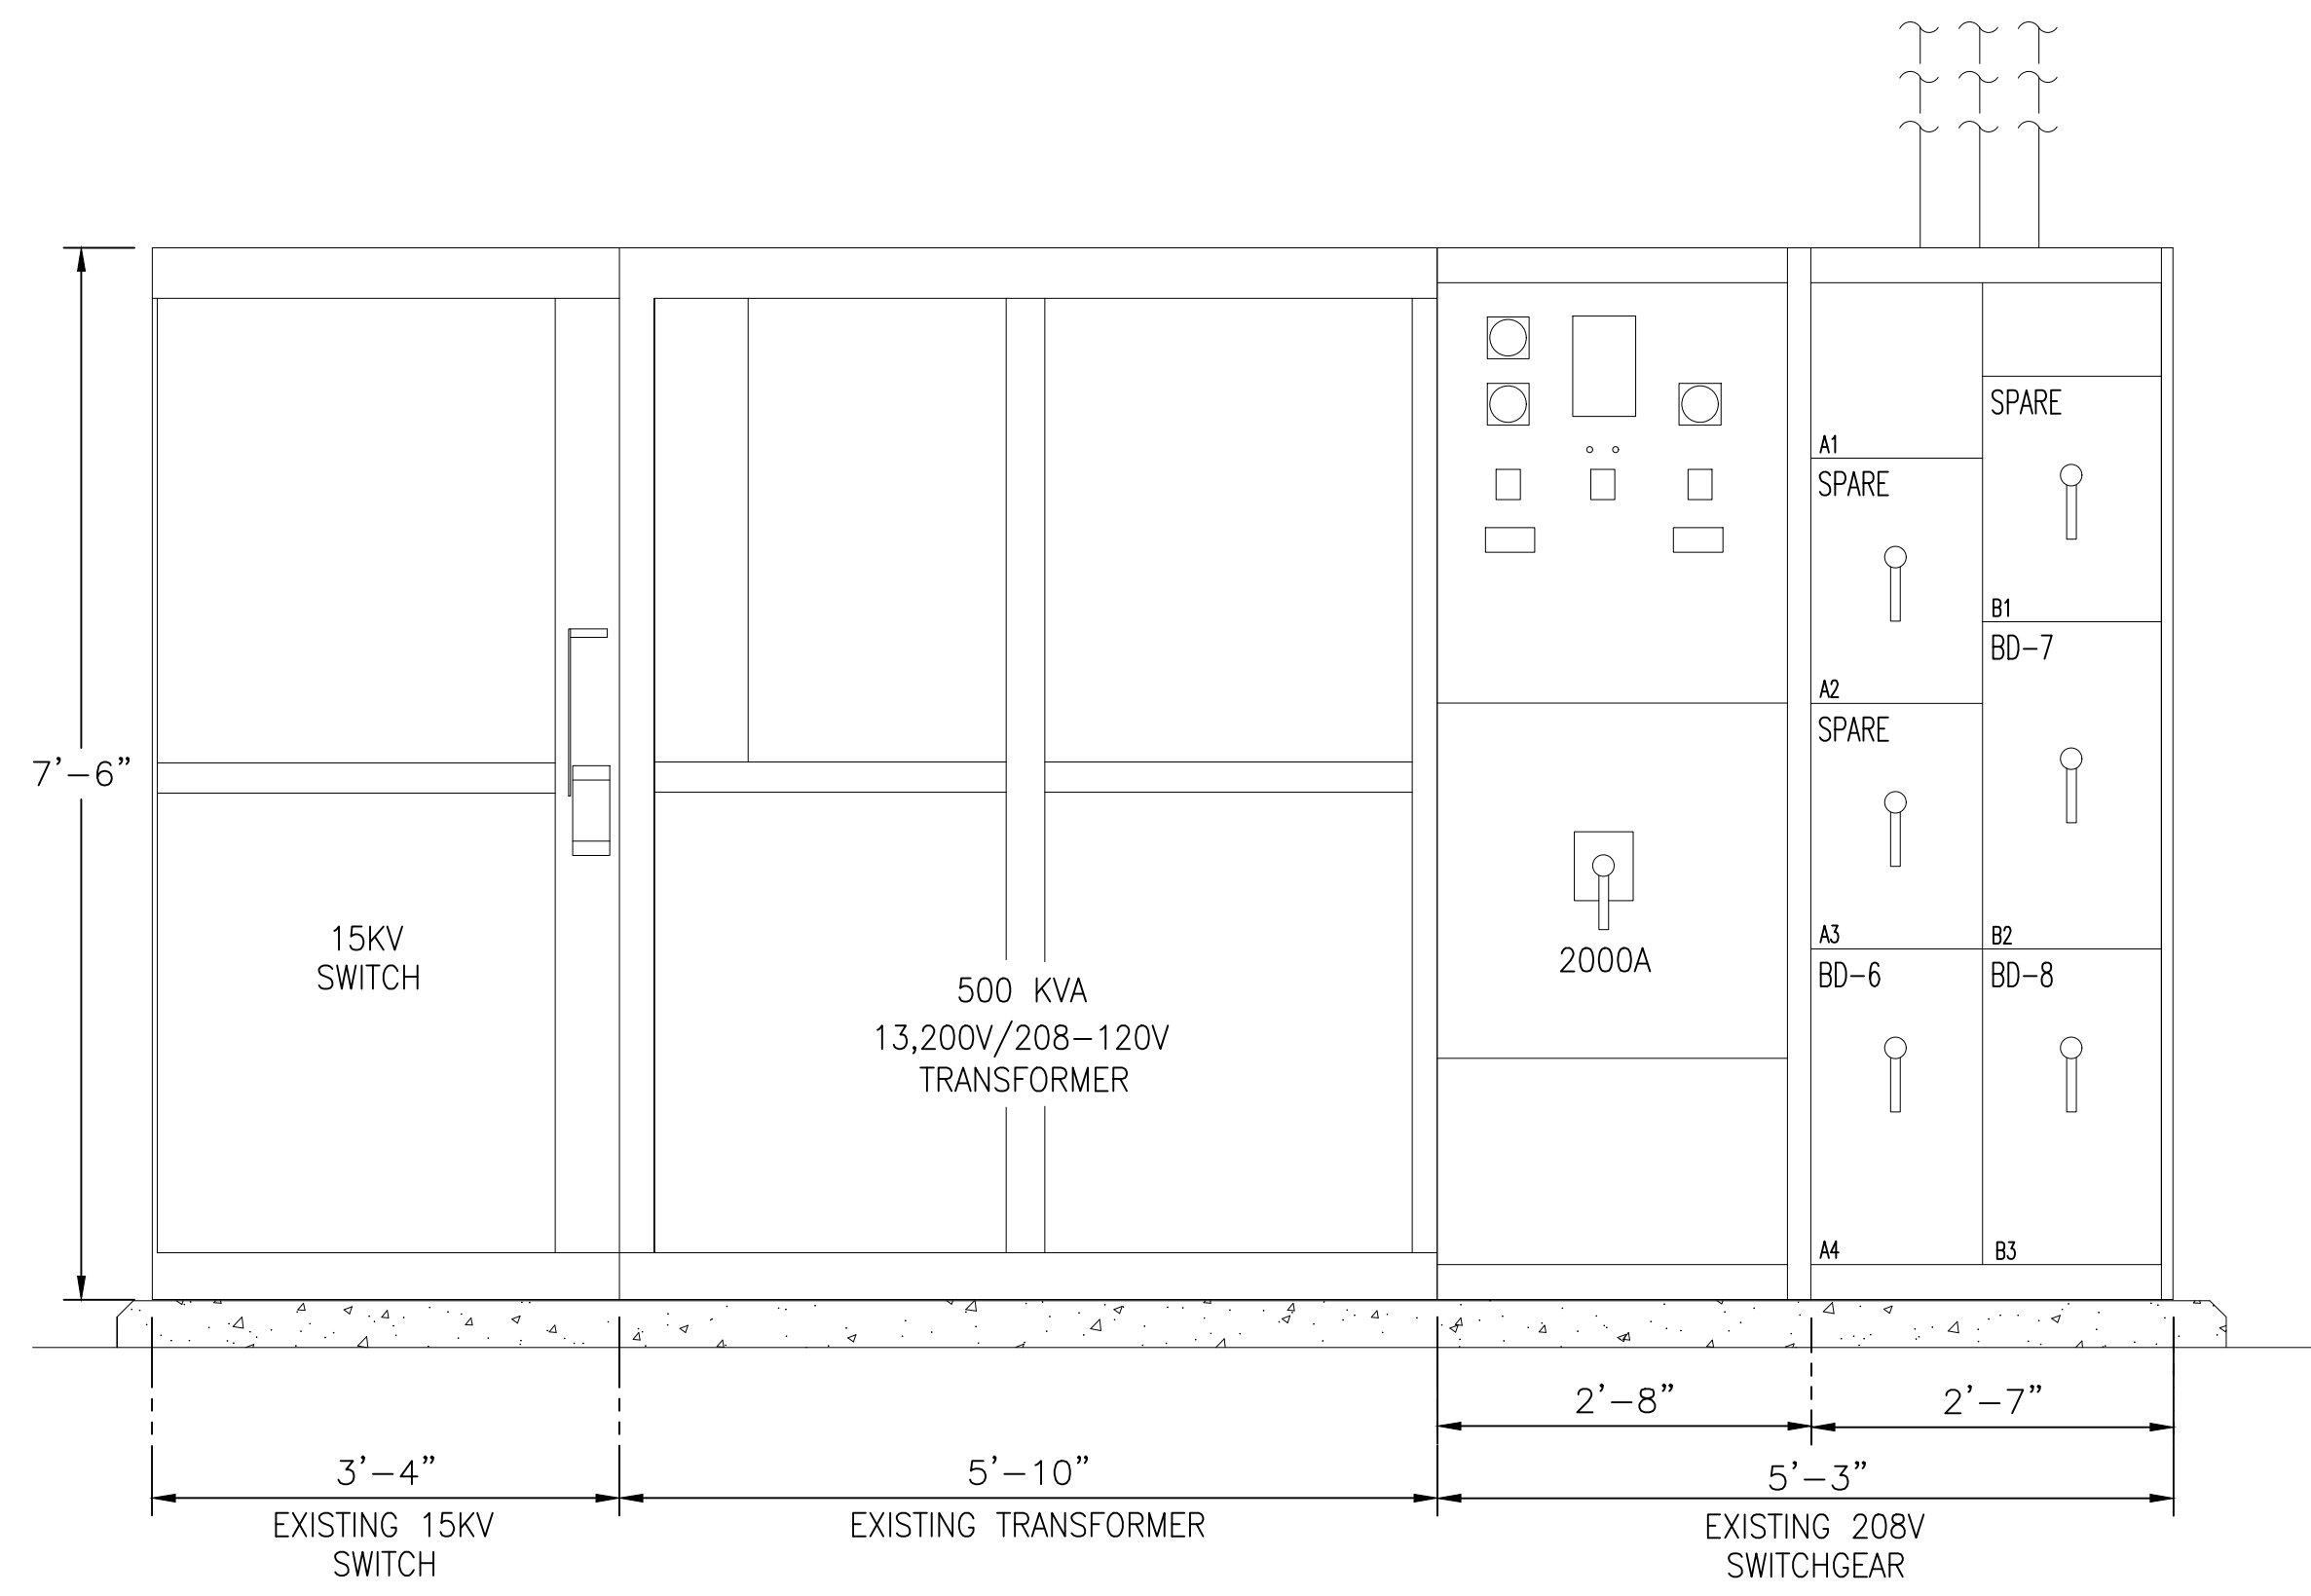 SPARE
A1
SPARE
B1
BD-7
A2
SPARE
7'-6"
15KV
SWITCH
2000A
A3
B2
BD-6
BD-8
500 KVA
13,200V/208-120V
TRANSFORMER
A4
B3
2'-8"
2'-7"
3'-4"
5'-10"
5'-3"
EXISTING 15KV
SWITCH
EXISTING TRANSFORMER
EXISTING 208V
SWITCHGEAR